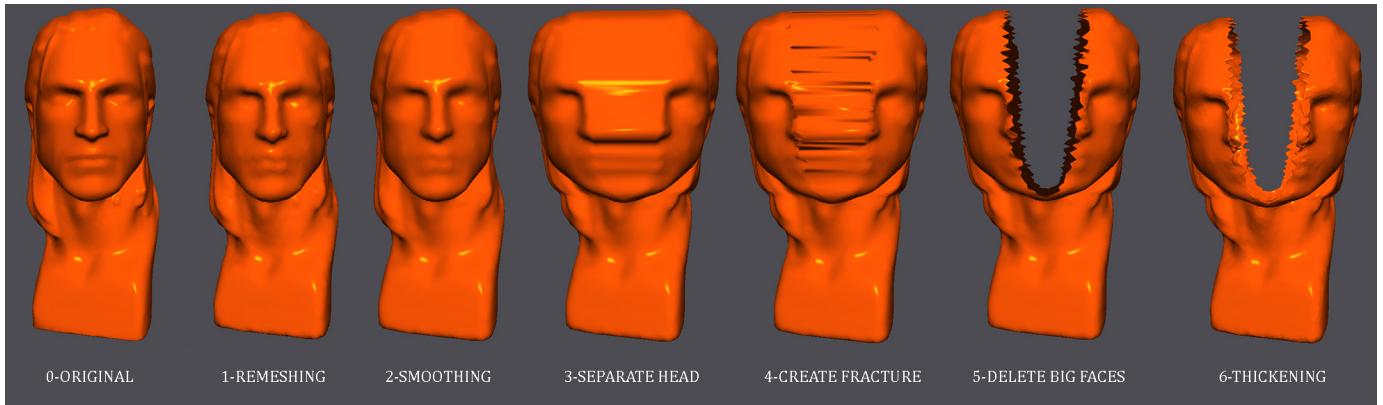 0-ORIGINAL
1-REMESHING
2-SMOOTHING
3-SEPARATE HEAD
4-CREATE FRACTURE
5-DELETE BIG FACES
6-THICKENING